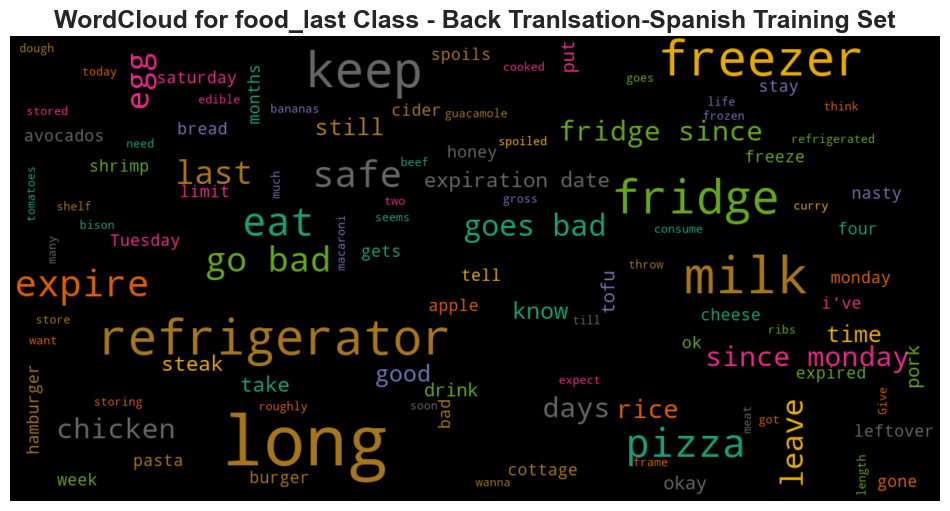 WordCloud for food_last Class - Back Tranlsation-Spanish Training Set
dough
today
egg
saturday
months
keep
spoils
cooked
put
freezer
goes
stay
stored
edible
bananas
cider
guacamole
life
frozen
think
avocados
need
bread
still
spoiled
fridge since
refrigerated
shrimp
last
limit
much
safe
beef
honey
expiration date
freeze
tomatoes
shelf
two
gross
fridge
curry
nasty
bison
eat
macaroni
seems
goes bad
consume
four
many
Tuesday
go bad
gets
expire
tell
tofu
throw
milk
monday
i've
store
want
refrigerator
apple
know
till
cheese
ribs
time
ok
since monday
pork
steak
take
good
drink
expect
expired
hamburger
storing
roughly
soon
bad
days
rice
leave
Give
chicken
long
pizza
meat
got
leftover
pasta
week
burger
wanna
cottage
frame
okay
length
gone